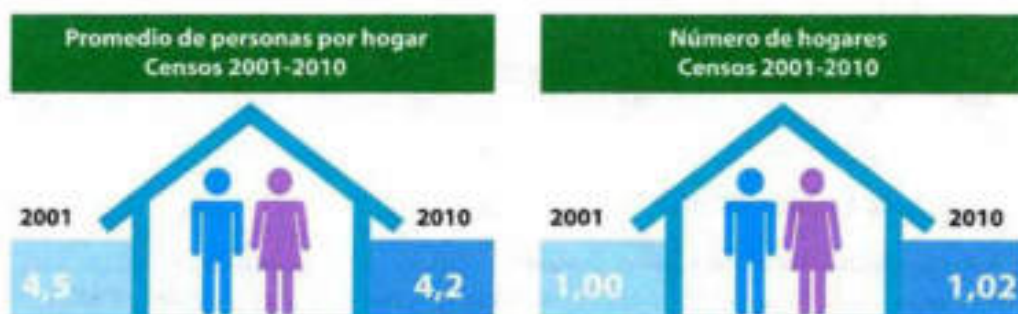 Promedio de personas por hogar
Censos 2001-2010
2001
2010
4,5
4,2
Número de hogares
Censos 2001-2010
2001
2010
1,00
1,02